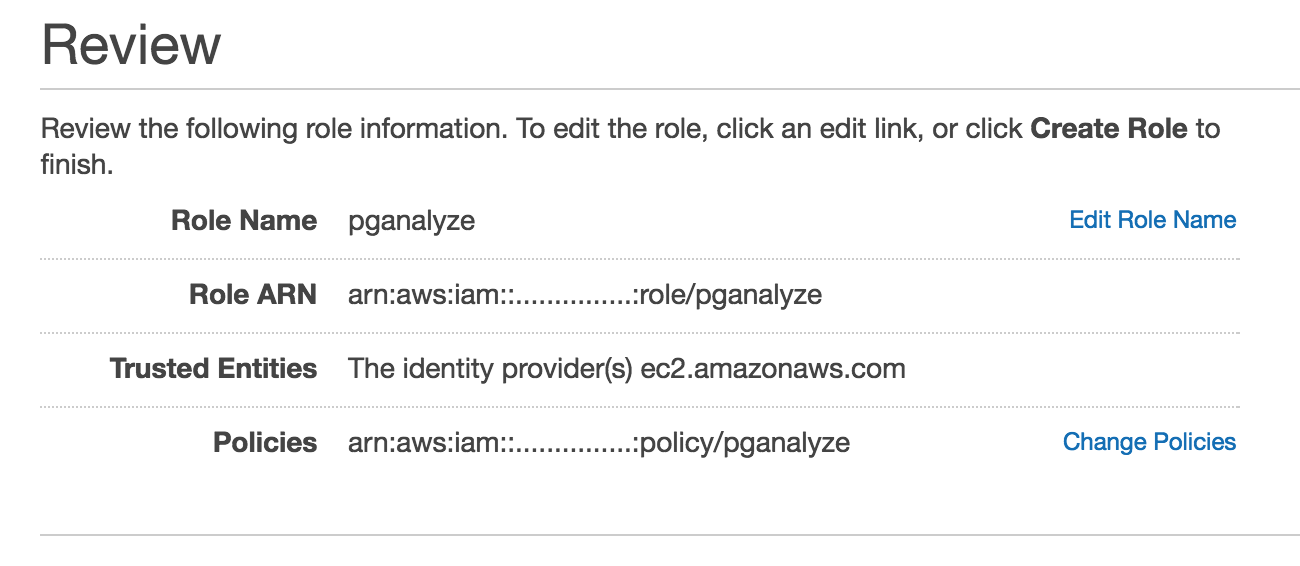 Review
Review the following role information. To edit the role, click an edit link, or click Create Role to
finish.
Role Name pganalyze Edit Role Name
Role ARN arn:aws:iam::...............:role/pganalyze
Trusted Entities The identity provider(s) ec2.amazonaws.com
Policies arn:aws:iam::...............:policy/pganalyze Change Policies